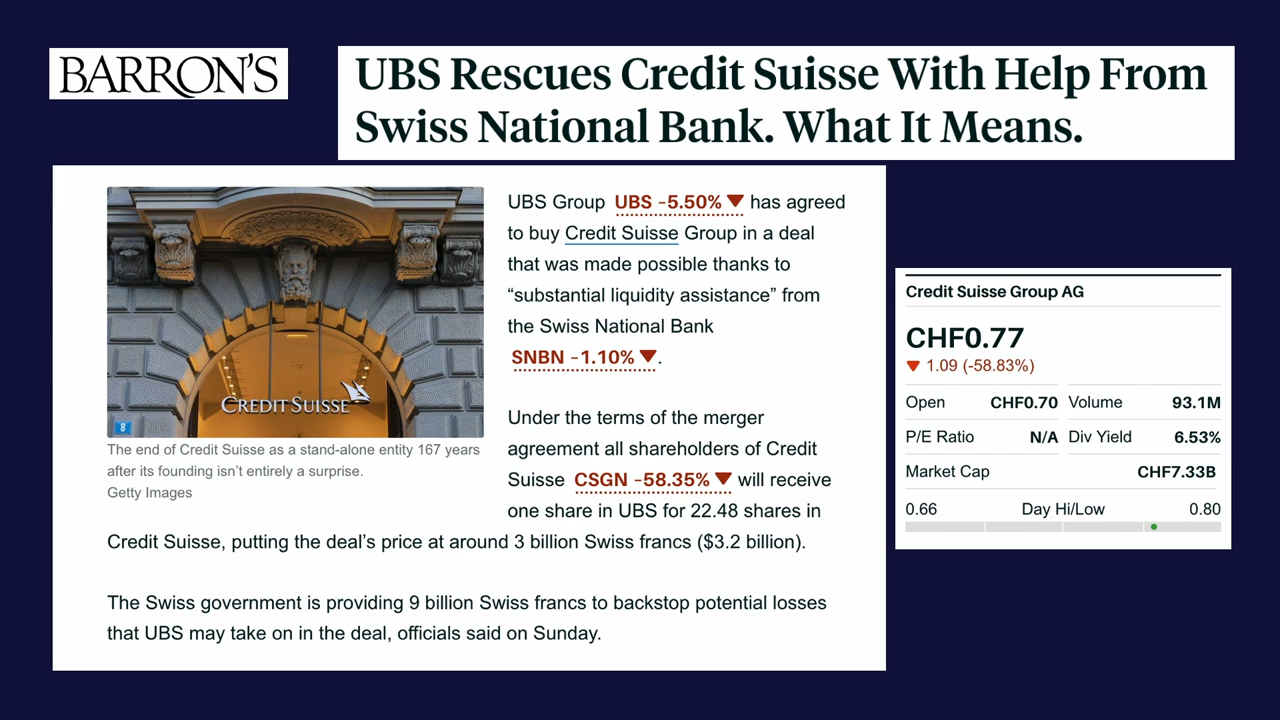 BARRON'S
UBS Rescues Credit Suisse With Help From
Swiss National Bank. What It Means.
CREDIT SUISSE
8
The end of Credit Suisse as a stand-alone entity 167 years
after its founding isn’t entirely a surprise.
Getty Images
UBS Group UBS -5.50% ▼ has agreed
to buy Credit Suisse Group in a deal
that was made possible thanks to
“substantial liquidity assistance” from
the Swiss National Bank
SNBN -1.10% ▼.
Under the terms of the merger
agreement all shareholders of Credit
Suisse CSGN -58.35% ▼ will receive
one share in UBS for 22.48 shares in
Credit Suisse, putting the deal’s price at around 3 billion Swiss francs ($3.2 billion).
The Swiss government is providing 9 billion Swiss francs to backstop potential losses
that UBS may take on in the deal, officials said on Sunday.
Credit Suisse Group AG
CHF0.77
▼ 1.09 (-58.83%)
Open CHF0.70 Volume 93.1M
P/E Ratio N/A Div Yield 6.53%
Market Cap CHF7.33B
0.66 Day Hi/Low 0.80